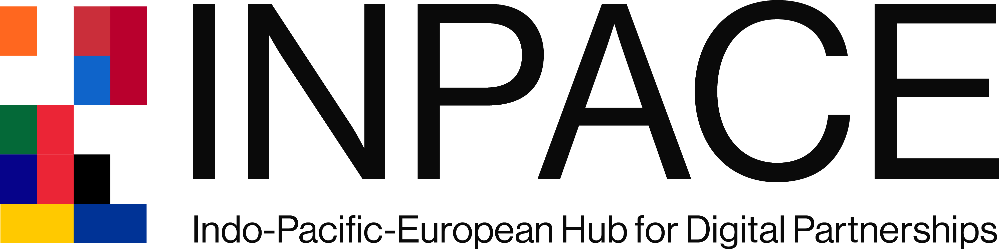 INPACE
Indo-Pacific-European Hub for Digital Partnerships